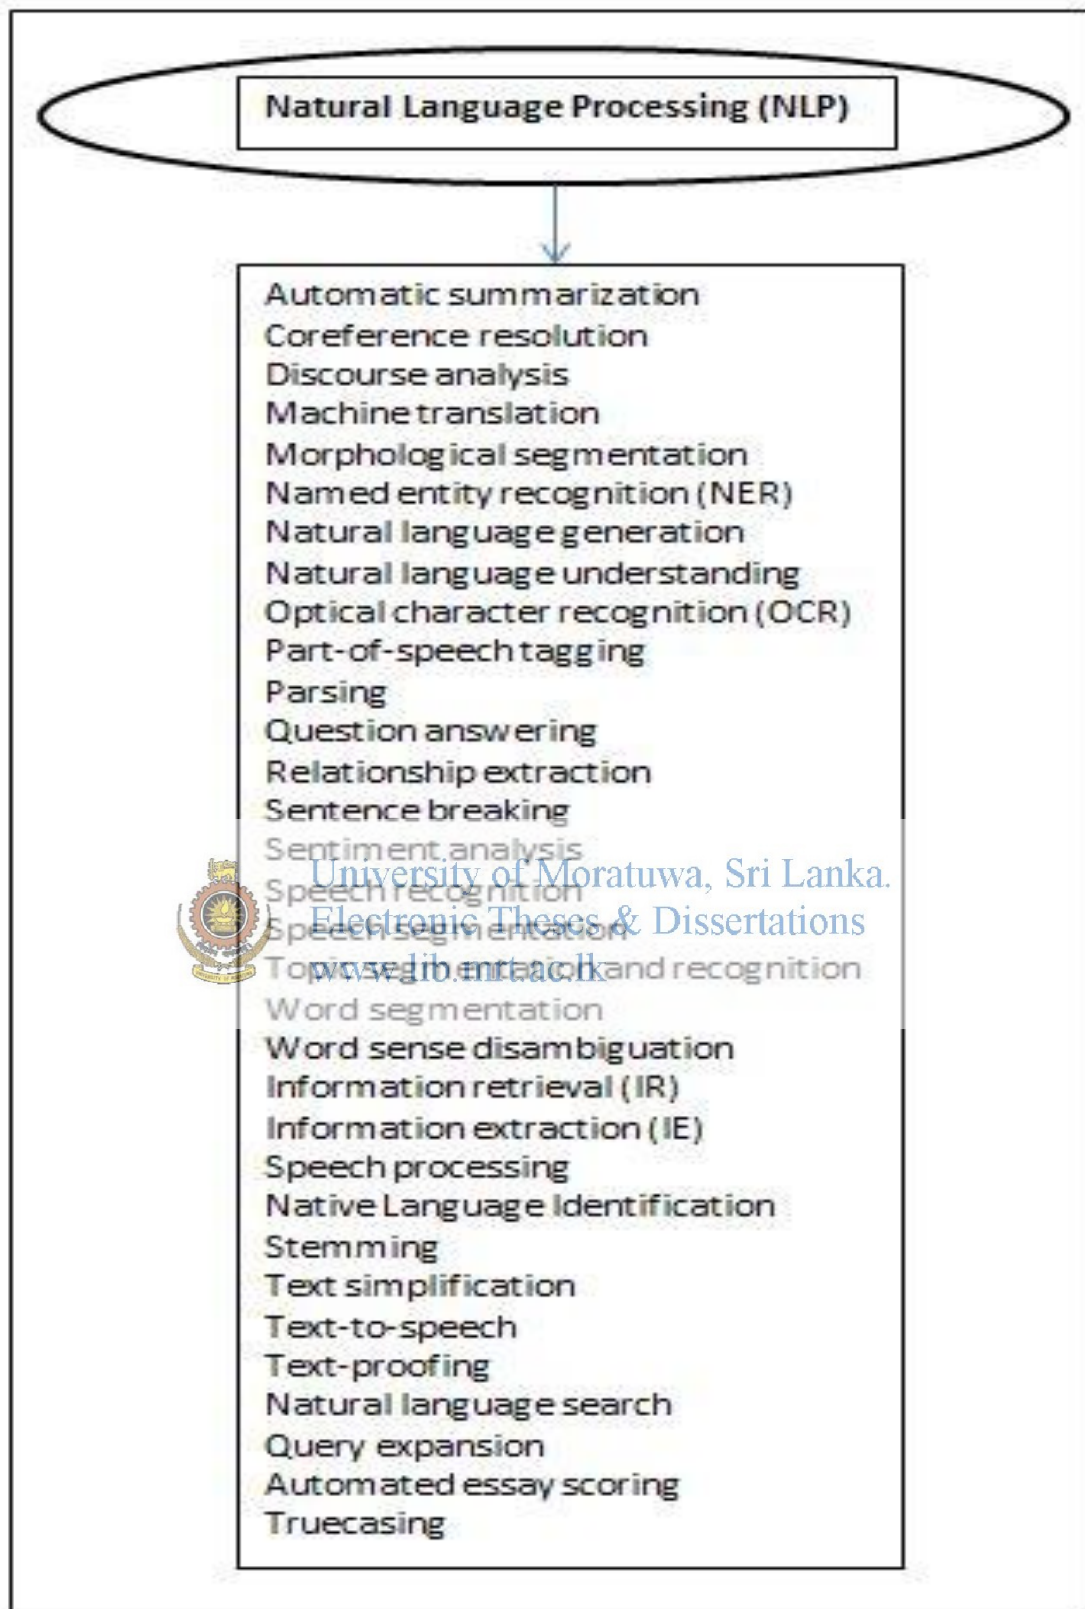 Natural Language Processing (NLP)
Automatic summarization
Coreference resolution
Discourse analysis
Machine translation
Morphological segmentation
Named entity recognition (NER)
Natural language generation
Natural language understanding
Optical character recognition (OCR)
Part-of-speech tagging
Parsing
Question answering
Relationship extraction
Sentence breaking
Sentiment analysis
University of Moratuwa, Sri Lanka.
Speech recognition
Electronic Theses & Dissertations
Speech segmentation
www.lib.mrt.ac.lk
Topic segmentation and recognition
Word segmentation
Word sense disambiguation
Information retrieval (IR)
Information extraction (IE)
Speech processing
Native Language Identification
Stemming
Text simplification
Text-to-speech
Text-proofing
Natural language search
Query expansion
Automated essay scoring
Truecasing